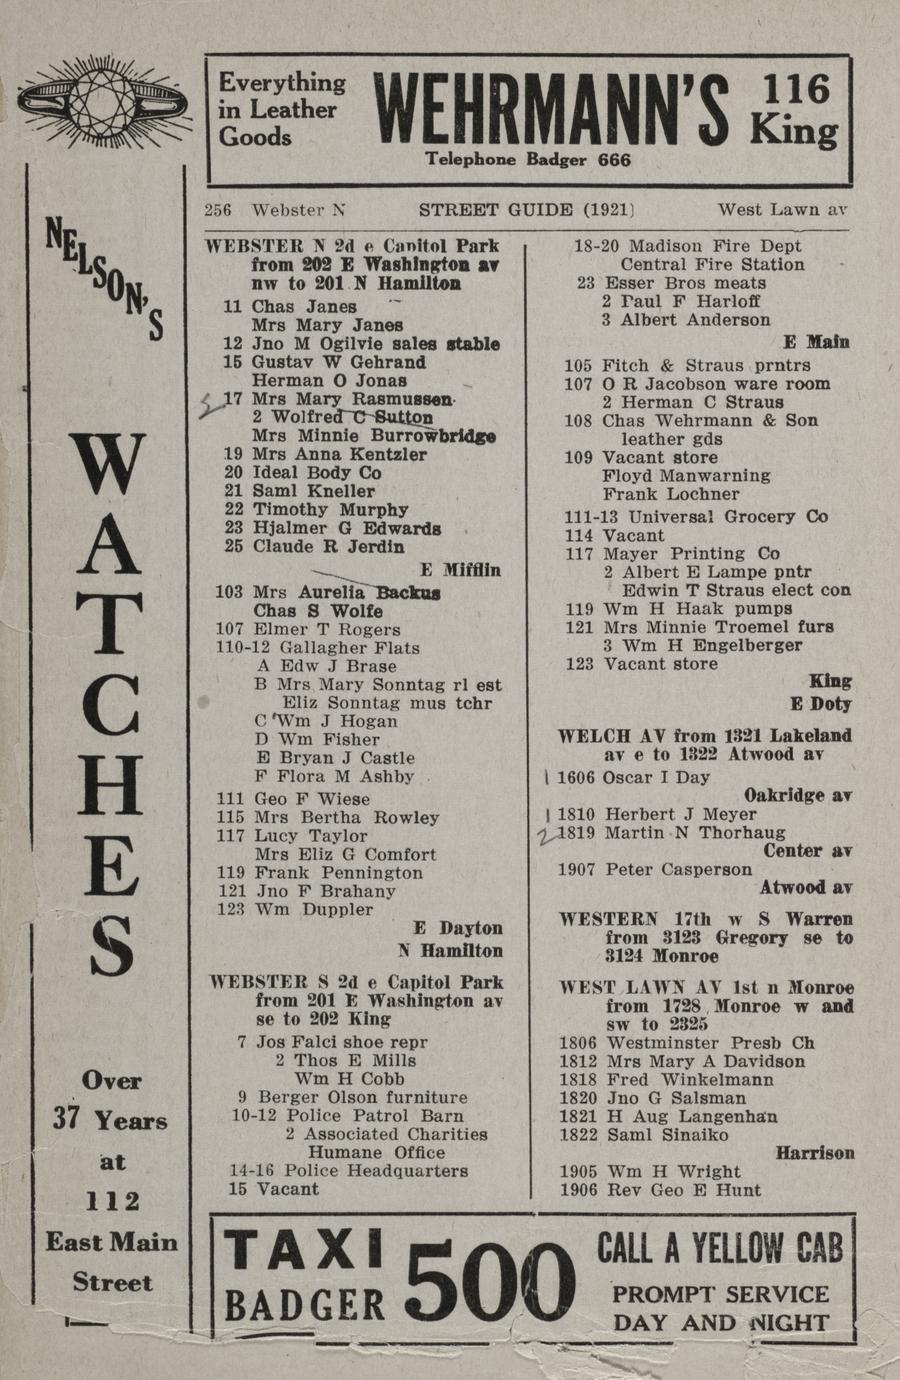 Everything
in Leather
Goods
WEHRMANN'S
116
King
Telephone Badger 666
NELSON'S
WATCHES
Over
37 Years
at
112
East Main
Street
256 Webster N STREET GUIDE (1921) West Lawn av
WEBSTER N 2d e Capitol Park
from 202 E Washington av
nw to 201 N Hamilton
11 Chas Janes
Mrs Mary Janes
12 Jno M Ogilvie sales stable
15 Gustav W Gehrand
Herman O Jonas
17 Mrs Mary Rasmussen
2 Wolfred C Sutton
Mrs Minnie Burrowbridge
19 Mrs Anna Kentzler
20 Ideal Body Co
21 Saml Kneller
22 Timothy Murphy
23 Hjalmer G Edwards
25 Claude R Jerdin
E Mifflin
103 Mrs Aurelia Backus
Chas S Wolfe
107 Elmer T Rogers
110-12 Gallagher Flats
A Edw J Brase
B Mrs Mary Sonntag rl est
Eliz Sonntag mus tchr
C Wm J Hogan
D Wm Fisher
E Bryan J Castle
F Flora M Ashby
111 Geo F Wiese
115 Mrs Bertha Rowley
117 Lucy Taylor
Mrs Eliz G Comfort
119 Frank Pennington
121 Jno F Brahany
123 Wm Duppler
E Dayton
N Hamilton
WEBSTER S 2d e Capitol Park
from 201 E Washington av
se to 202 King
7 Jos Falci shoe repr
2 Thos E Mills
Wm H Cobb
9 Berger Olson furniture
10-12 Police Patrol Barn
2 Associated Charities
Humane Office
14-16 Police Headquarters
15 Vacant
18-20 Madison Fire Dept
Central Fire Station
23 Esser Bros meats
2 Paul F Harloff
3 Albert Anderson
E Main
105 Fitch & Straus prntrs
107 O R Jacobson ware room
2 Herman C Straus
108 Chas Wehrmann & Son
leather gds
109 Vacant store
Floyd Manwarning
Frank Lochner
111-13 Universal Grocery Co
114 Vacant
117 Mayer Printing Co
2 Albert E Lampe pntr
Edwin T Straus elect con
119 Wm H Haak pumps
121 Mrs Minnie Troemel furs
3 Wm H Engelberger
123 Vacant store
King
E Doty
WELCH AV from 1321 Lakeland
av e to 1322 Atwood av
1606 Oscar I Day
Oakridge av
1810 Herbert J Meyer
1819 Martin N Thorhaug
Center av
1907 Peter Casperson
Atwood av
WESTERN 17th w S Warren
from 3123 Gregory se to
3124 Monroe
WEST LAWN AV 1st n Monroe
from 1728 Monroe w and
sw to 2325
1806 Westminster Presb Ch
1812 Mrs Mary A Davidson
1818 Fred Winkelmann
1820 Jno G Salsman
1821 H Aug Langenhan
1822 Saml Sinaiko
Harrison
1905 Wm H Wright
1906 Rev Geo E Hunt
TAXI
BADGER
500
CALL A YELLOW CAB
PROMPT SERVICE
DAY AND NIGHT